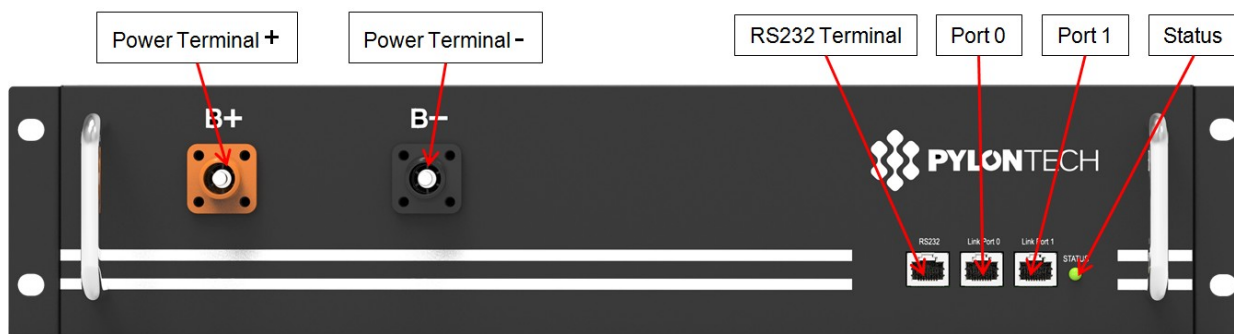 Power Terminal +
Power Terminal -
RS232 Terminal
Port 0
Port 1
Status
B+
B-
PYLONTECH
RS232
Link Port 0
Link Port 1
STATUS